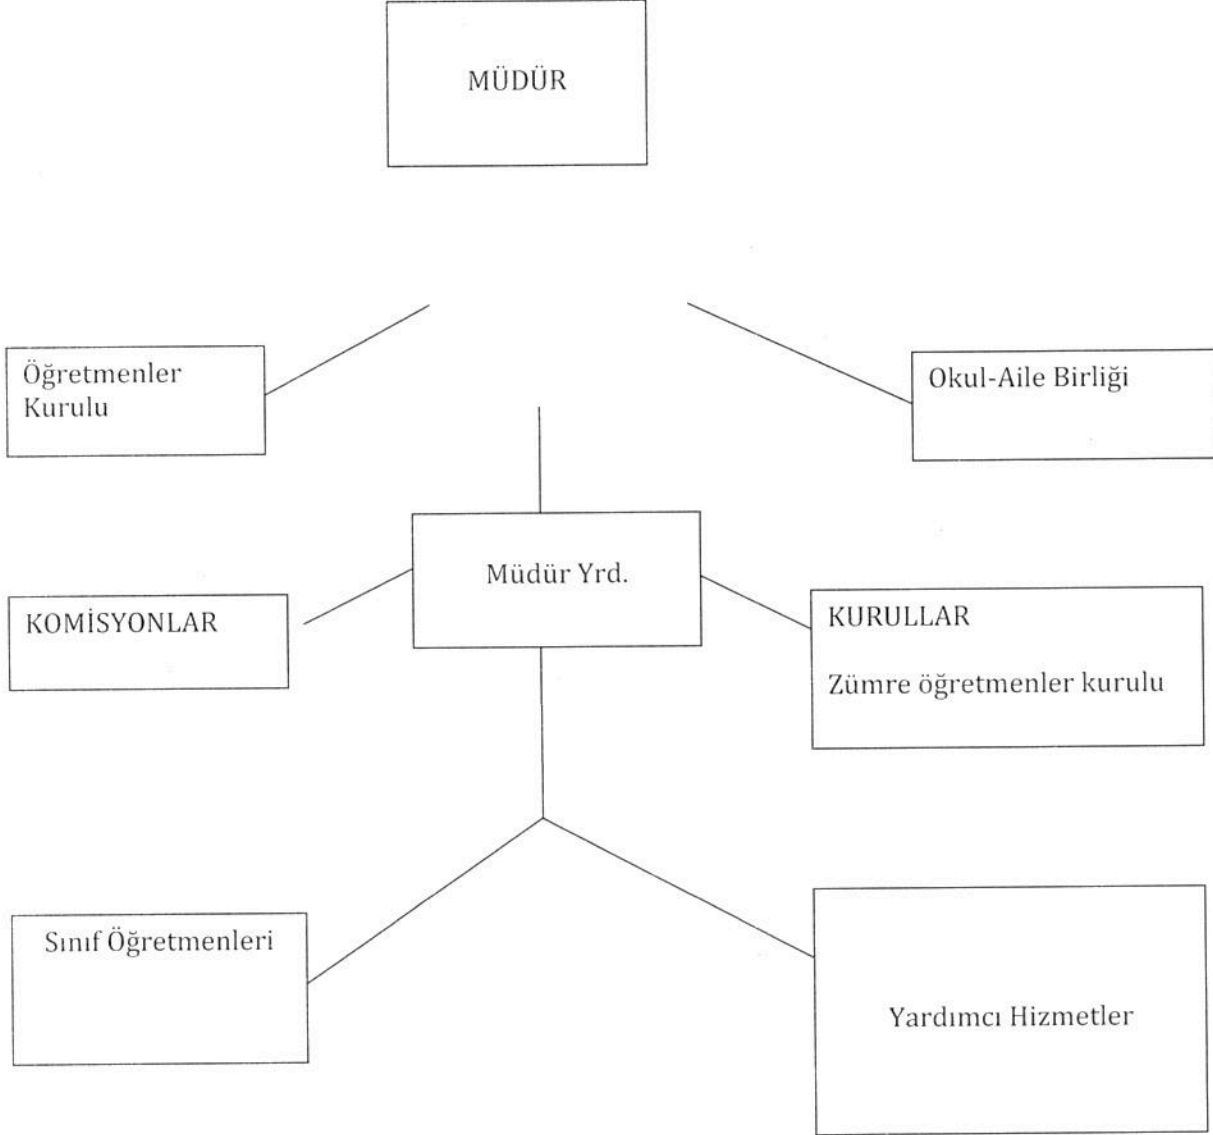 MÜDÜR
Öğretmenler
Kurulu
Okul-Aile Birliği
Müdür Yrd.
KOMİSYONLAR
KURULLAR
Zümre öğretmenler kurulu
Sınıf Öğretmenleri
Yardımcı Hizmetler